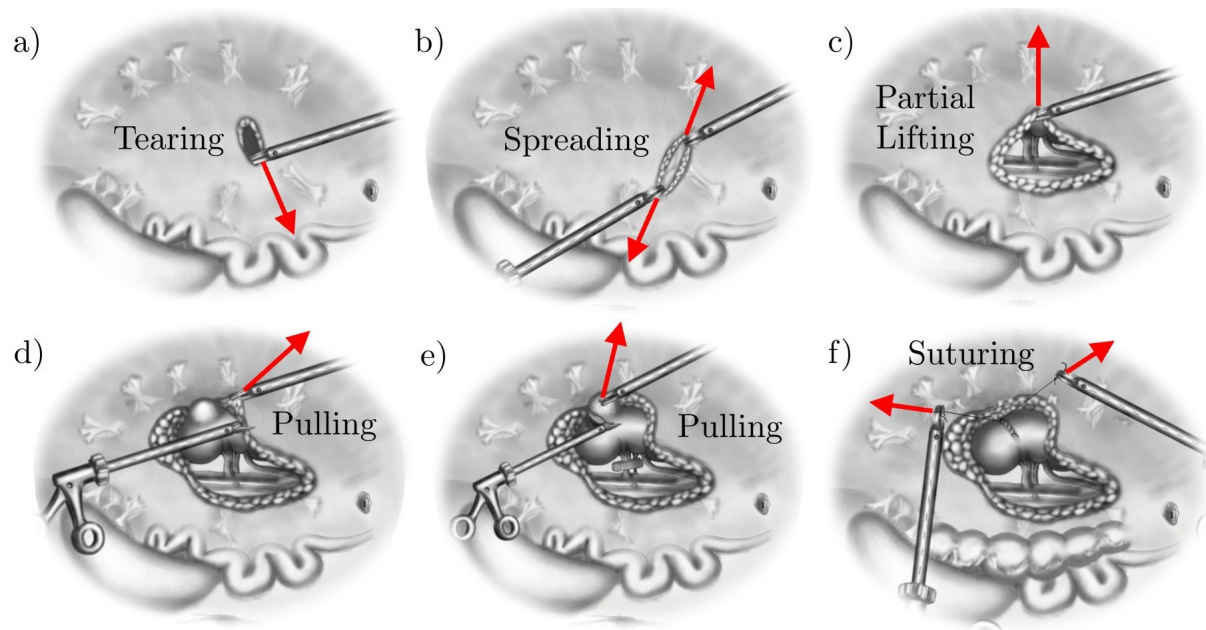 a)
Tearing
b)
Spreading
c)
Partial
Lifting
d)
Pulling
e)
Pulling
f)
Suturing